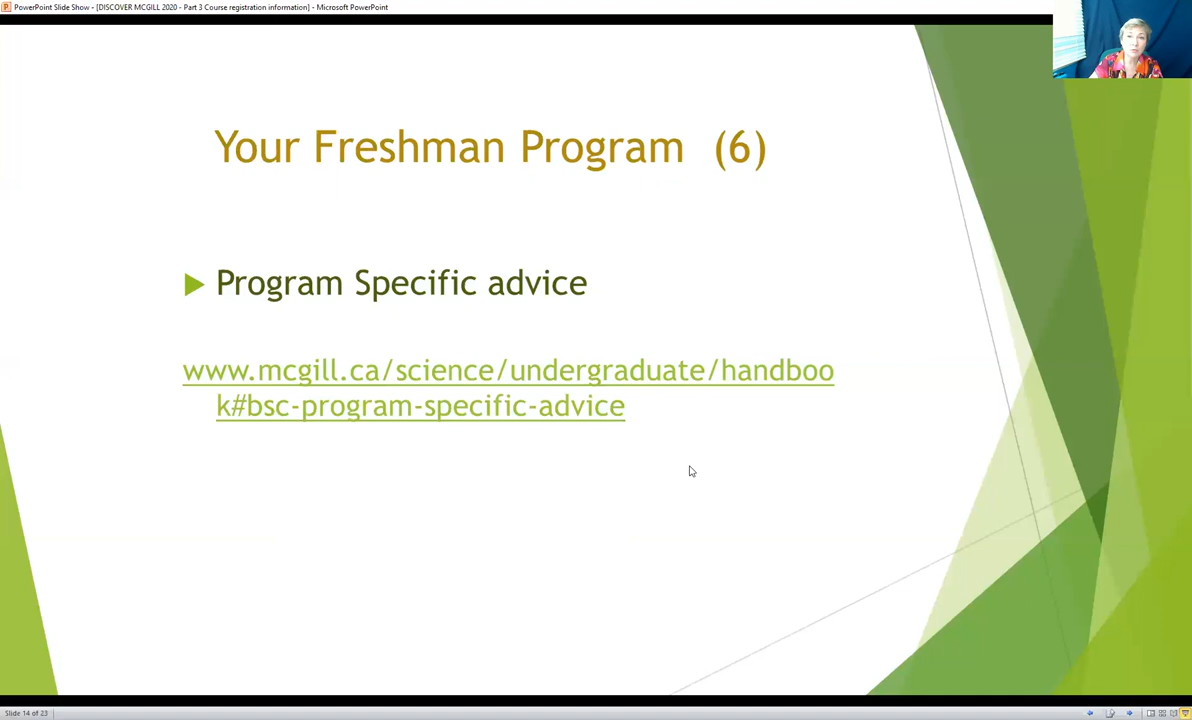 PowerPoint Slide Show - [DISCOVER MCGILL 2020 - Part 3 Course registration information] - Microsoft PowerPoint
Your Freshman Program (6)
Program Specific advice
www.mcgill.ca/science/undergraduate/handboo
k#bsc-program-specific-advice
Slide 14 of 23